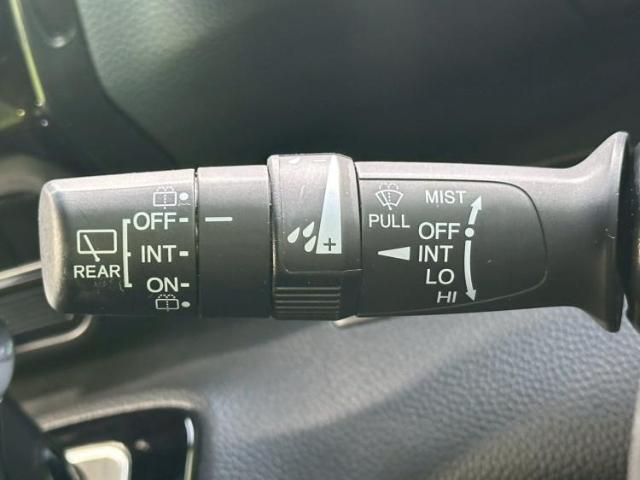 OFF
INT
ON
REAR
+
PULL
MIST
OFF
INT
LO
HI